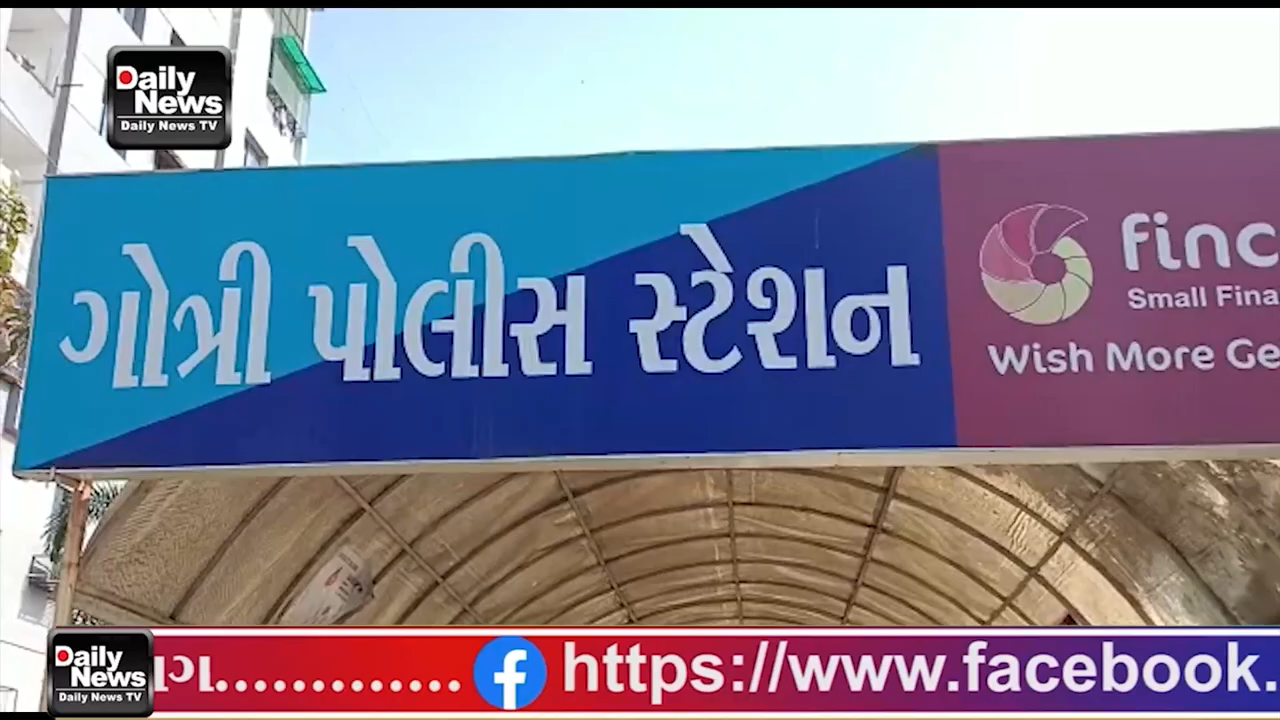 Daily
News
Daily News TV
ગોત્રી પોલીસ સ્ટેશન
finc
Small Fina
Wish More Ge
Daily
News
Daily News TV
ણ.............
https://www.facebook.